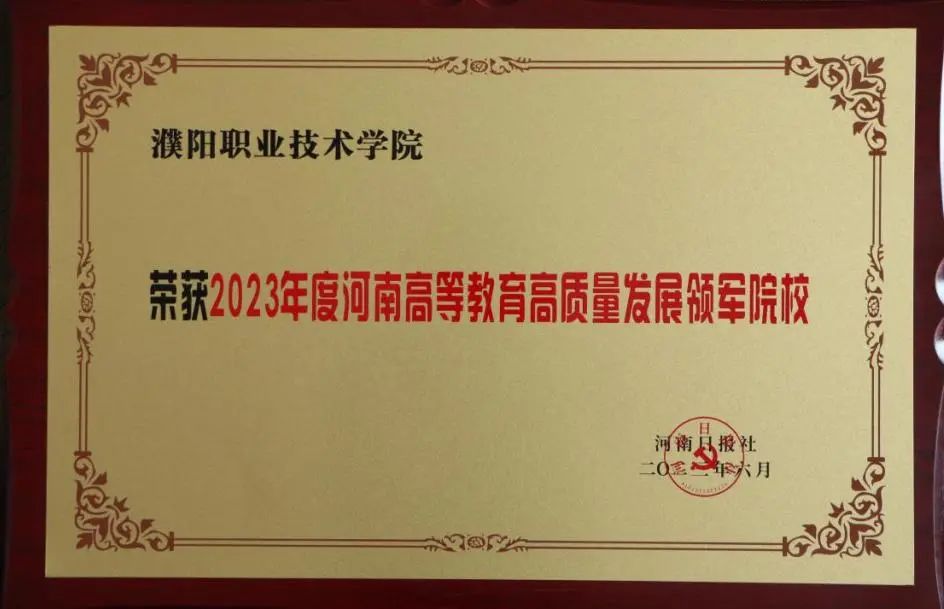 濮阳职业技术学院
荣获2023年度河南高等教育高质量发展领军院校
河南日报社
二〇二三年六月